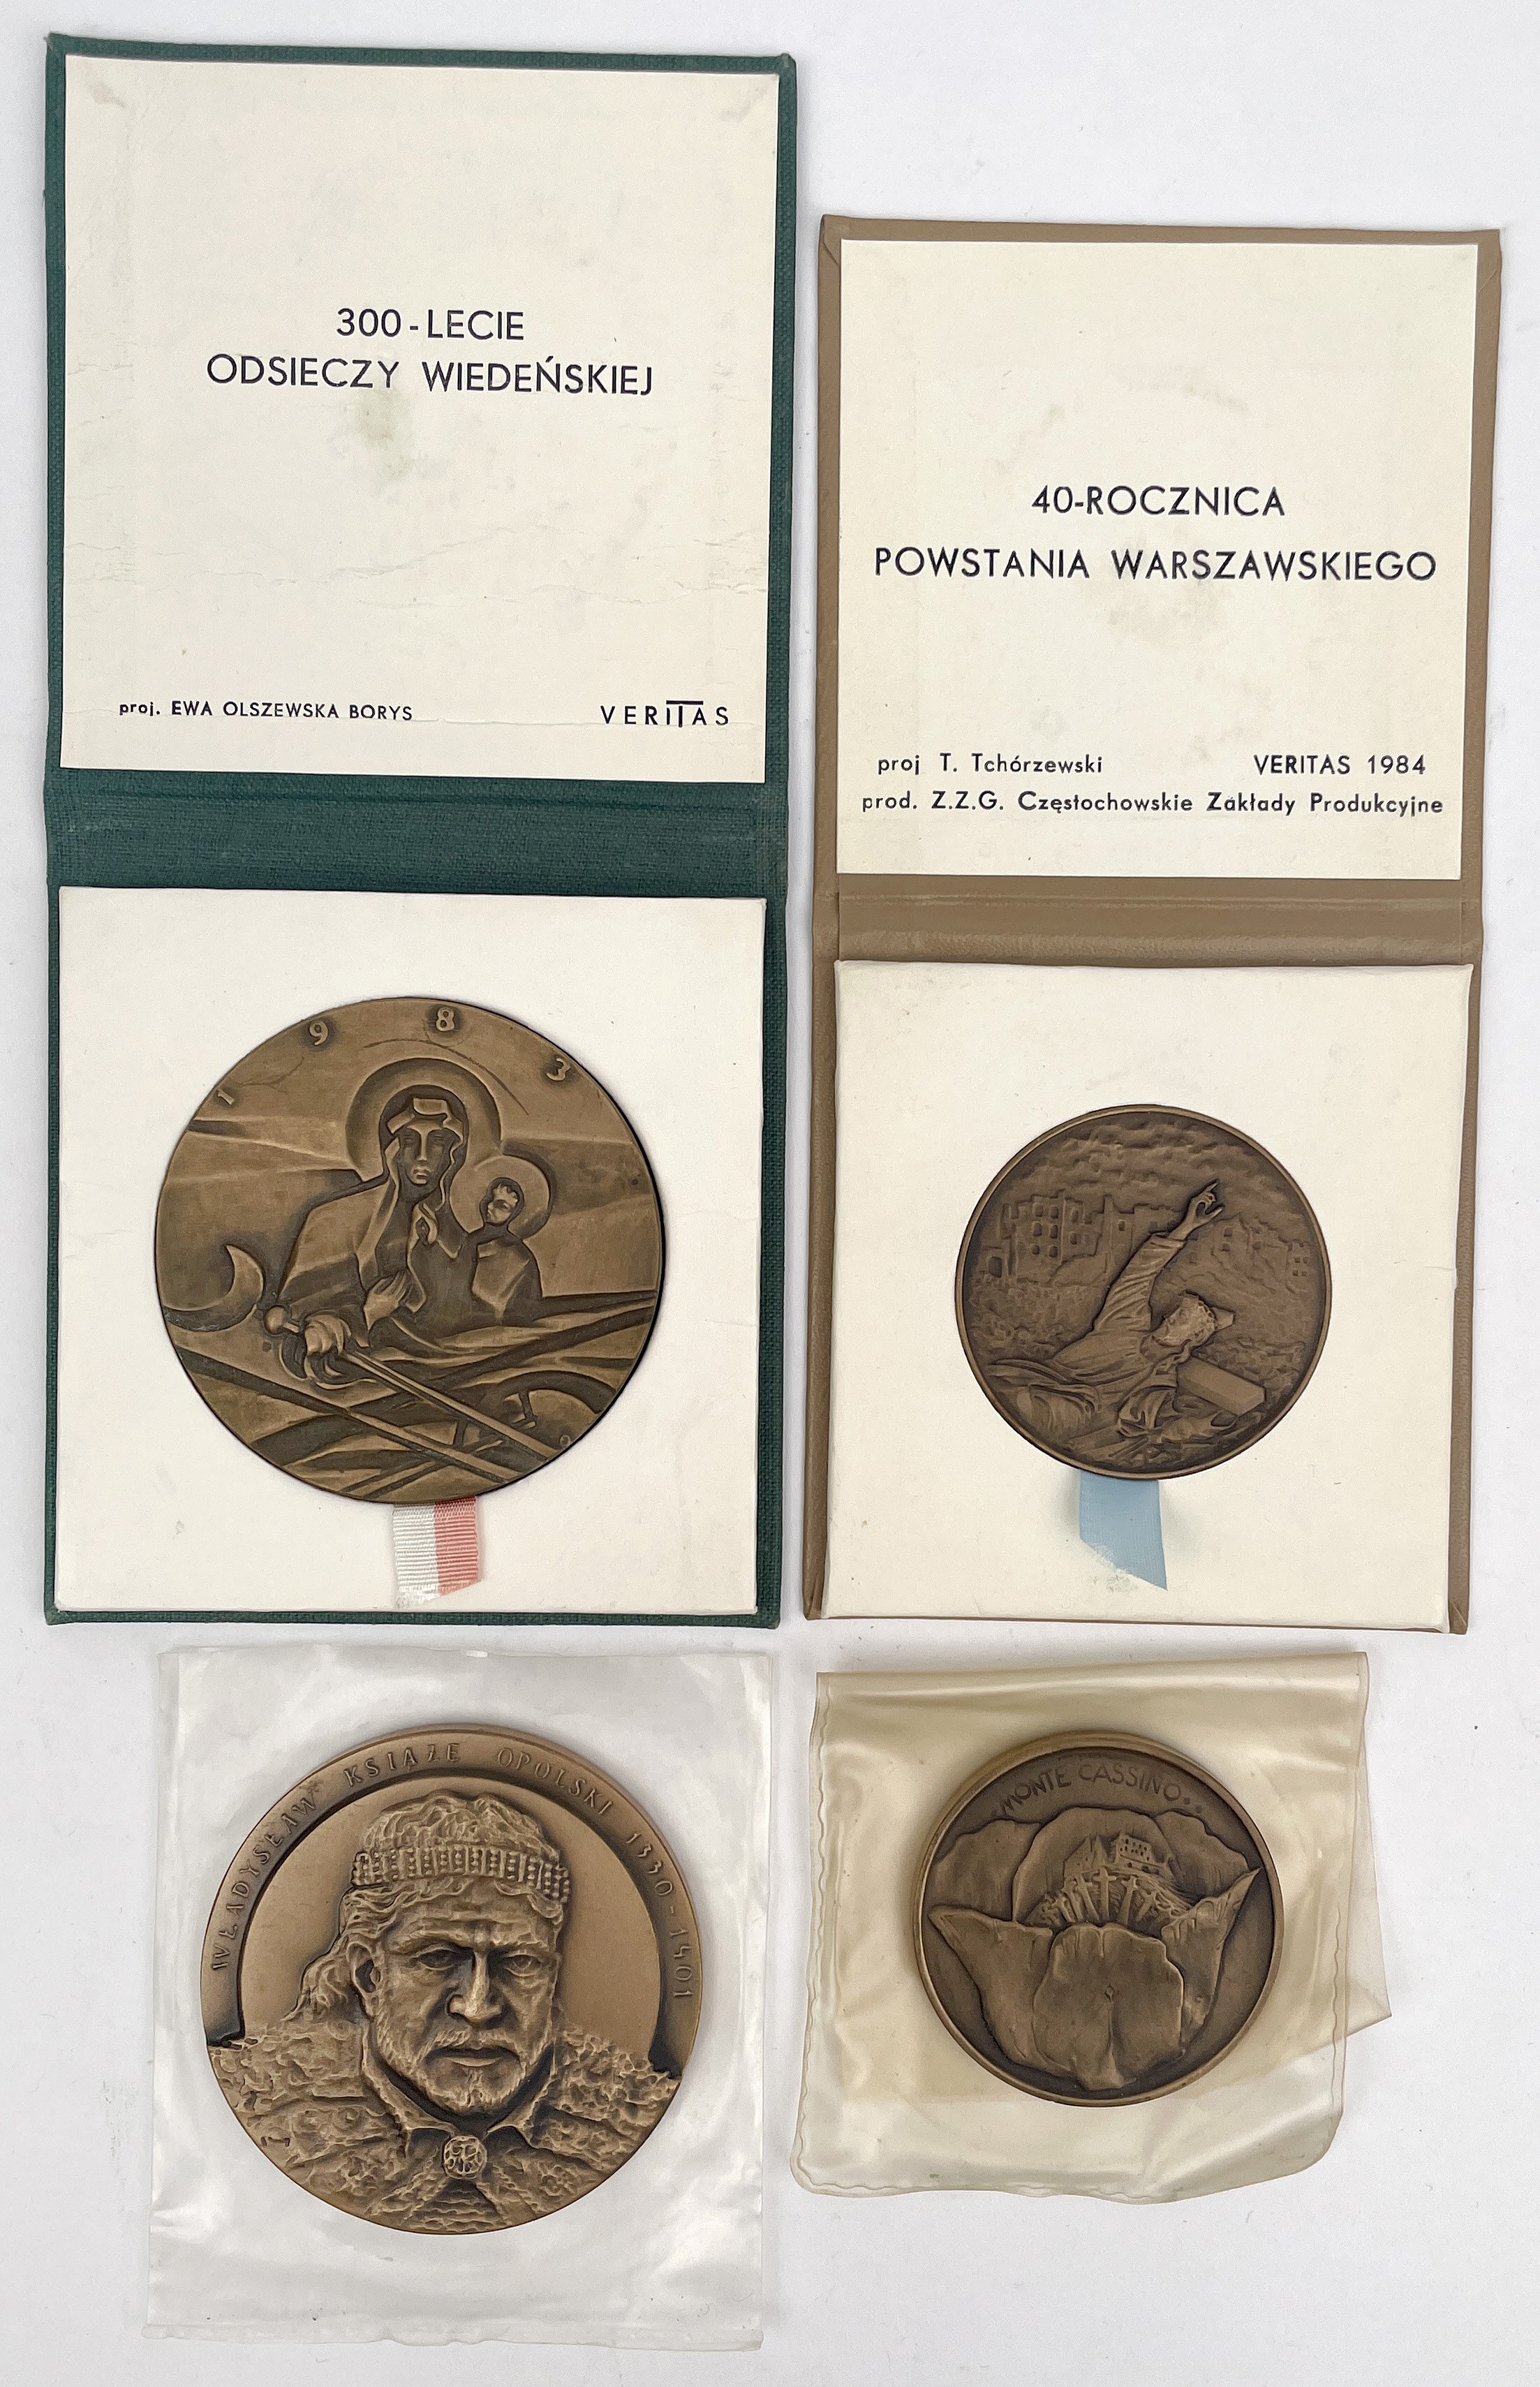 300-LECIE
ODSIECZY WIEDEŃSKIEJ
proj. EWA OLSZEWSKA BORYS
VERITAS
40-ROCZNICA
POWSTANIA WARSZAWSKIEGO
proj T. Tchórzewski
VERITAS 1984
prod. Z.Z.G. Częstochowskie Zakłady Produkcyjne
1983
WŁADYSŁAW KSIĄŻE OPOLSKI 1330-1401
MONTE CASSINO